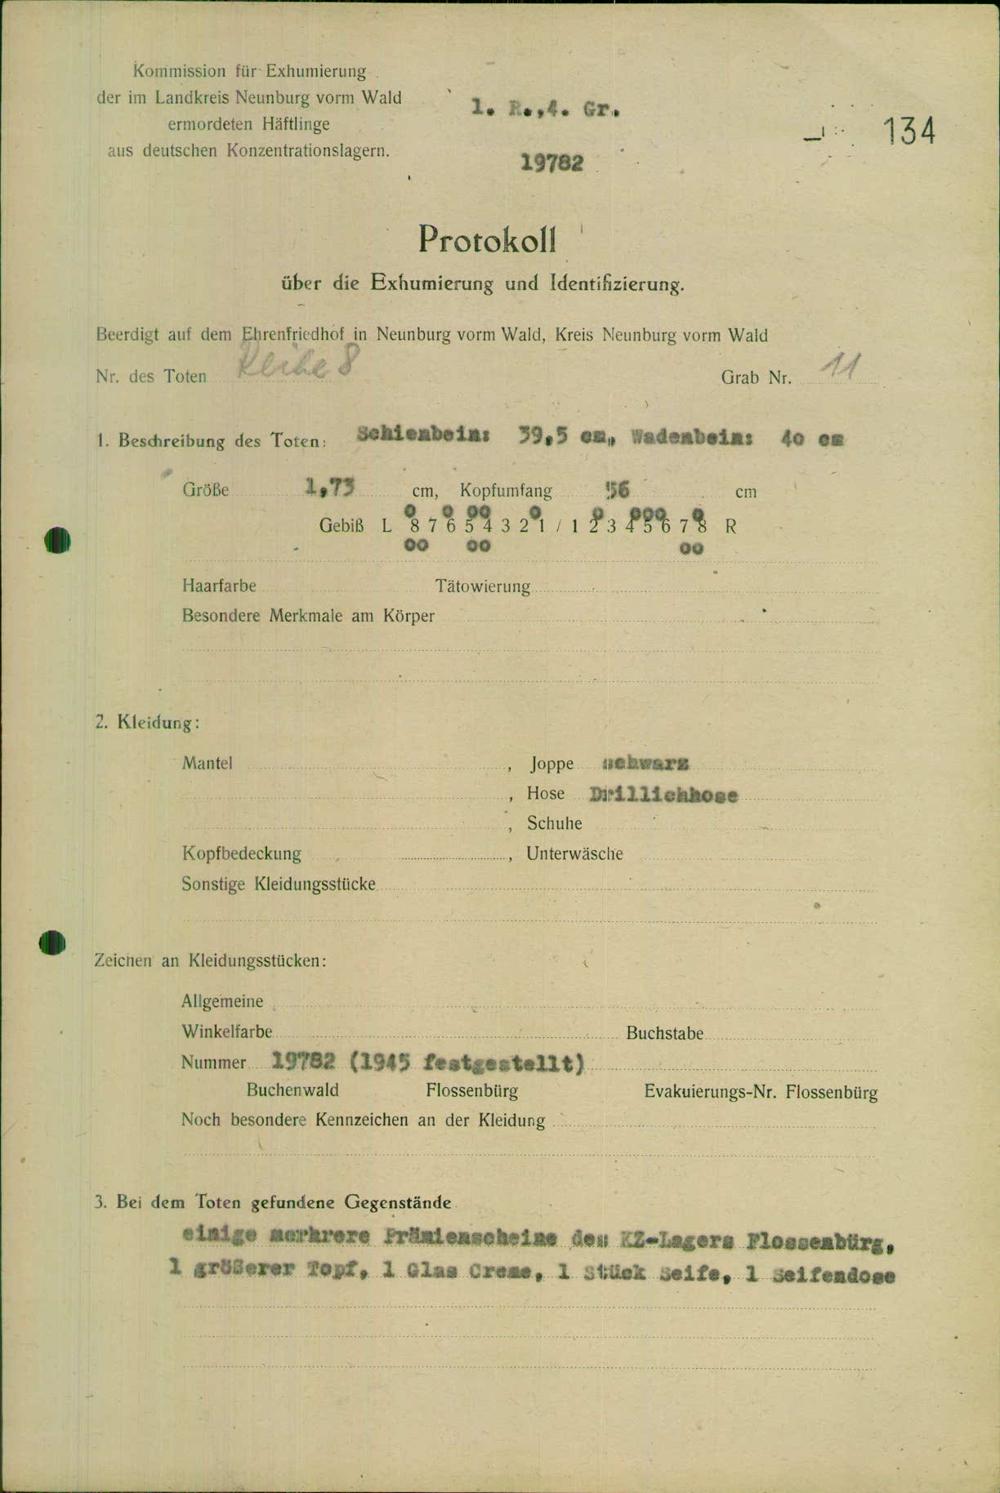 Kommission für Exhumierung
der im Landkreis Neunburg vorm Wald
ermordeten Häftlinge
aus deutschen Konzentrationslagern.
1. R.,4. Gr.
19782
134
Protokoll
über die Exhumierung und Identifizierung.
Beerdigt auf dem Ehrenfriedhof in Neunburg vorm Wald, Kreis Neunburg vorm Wald
Nr. des Toten Reihe 8 Grab Nr. 11
1. Beschreibung des Toten: Schienbein: 39,5 cm, Wadenbein: 40 cm
Größe 1,73 cm, Kopfumfang 56 cm
o o oo o o ooo o
Gebiß L 8 7 6 5 4 3 2 1 / 1 2 3 4 5 6 7 8 R
oo oo oo
Haarfarbe Tätowierung
Besondere Merkmale am Körper
2. Kleidung:
Mantel , Joppe schwarz
, Hose Drillichhose
, Schuhe
Kopfbedeckung , Unterwäsche
Sonstige Kleidungsstücke
Zeichen an Kleidungsstücken:
Allgemeine
Winkelfarbe Buchstabe
Nummer 19782 (1945 festgestellt)
Buchenwald Flossenbürg Evakuierungs-Nr. Flossenbürg
Noch besondere Kennzeichen an der Kleidung
3. Bei dem Toten gefundene Gegenstände
einige merhrere Prämienscheine des KZ-Lagers Flossenbürg,
1 größerer Topf, 1 Glas Creme, 1 Stück Seife, 1 Seifendose